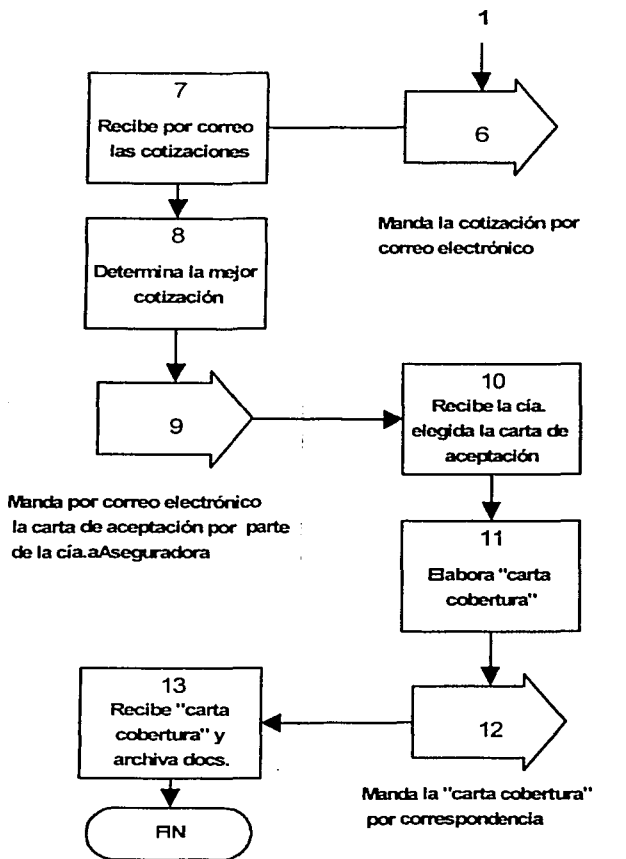 1
7
Recibe por correo
las cotizaciones
6
Manda la cotización por
correo electrónico
8
Determina la mejor
cotización
9
Manda por correo electrónico
la carta de aceptación por parte
de la cía.aAseguradora
10
Recibe la cía.
elegida la carta de
aceptación
11
Elabora "carta
cobertura"
12
Manda la "carta cobertura"
por correspondencia
13
Recibe "carta
cobertura" y
archiva docs.
FIN